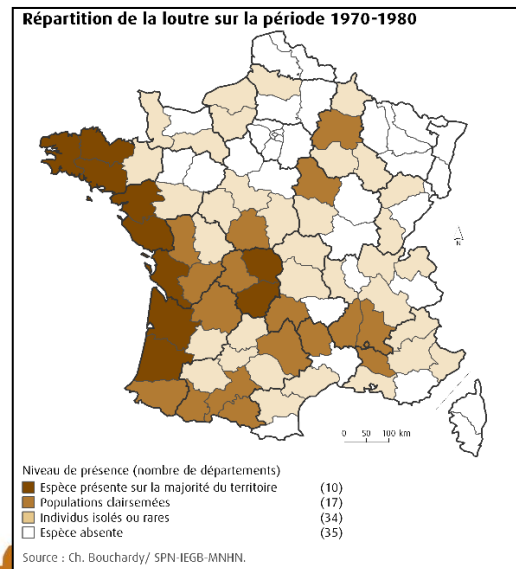 Répartition de la loutre sur la période 1970-1980
N
0 50 100 km
Niveau de présence (nombre de départements)
Espèce présente sur la majorité du territoire (10)
Populations clairsemées (17)
Individus isolés ou rares (34)
Espèce absente (35)
Source : Ch. Bouchardy/ SPN-IEGB-MNHN.